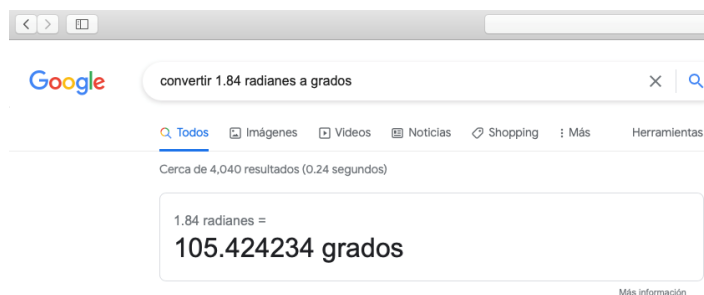 Google
convertir 1.84 radianes a grados
Todos Imágenes Videos Noticias Shopping Más Herramientas
Cerca de 4,040 resultados (0.24 segundos)
1.84 radianes =
105.424234 grados
Más información